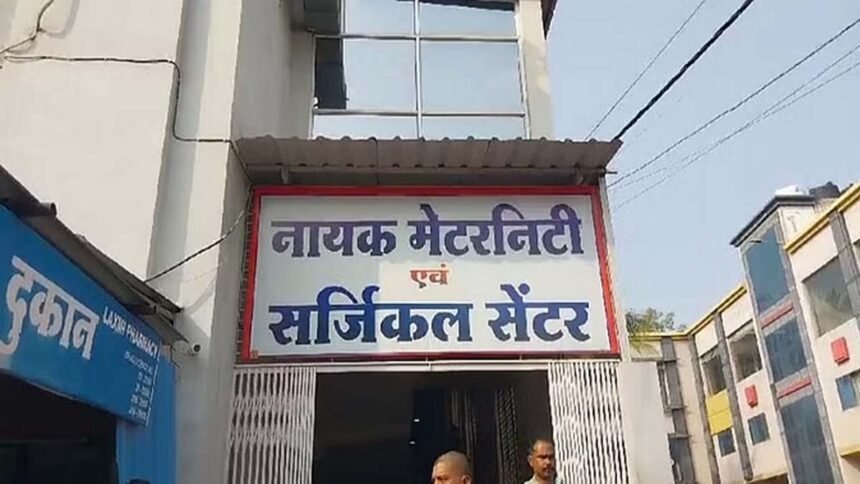 नायक मेटरनिटी
एवं
सर्जिकल सेंटर
दुकान
LAXMI PHARMACY